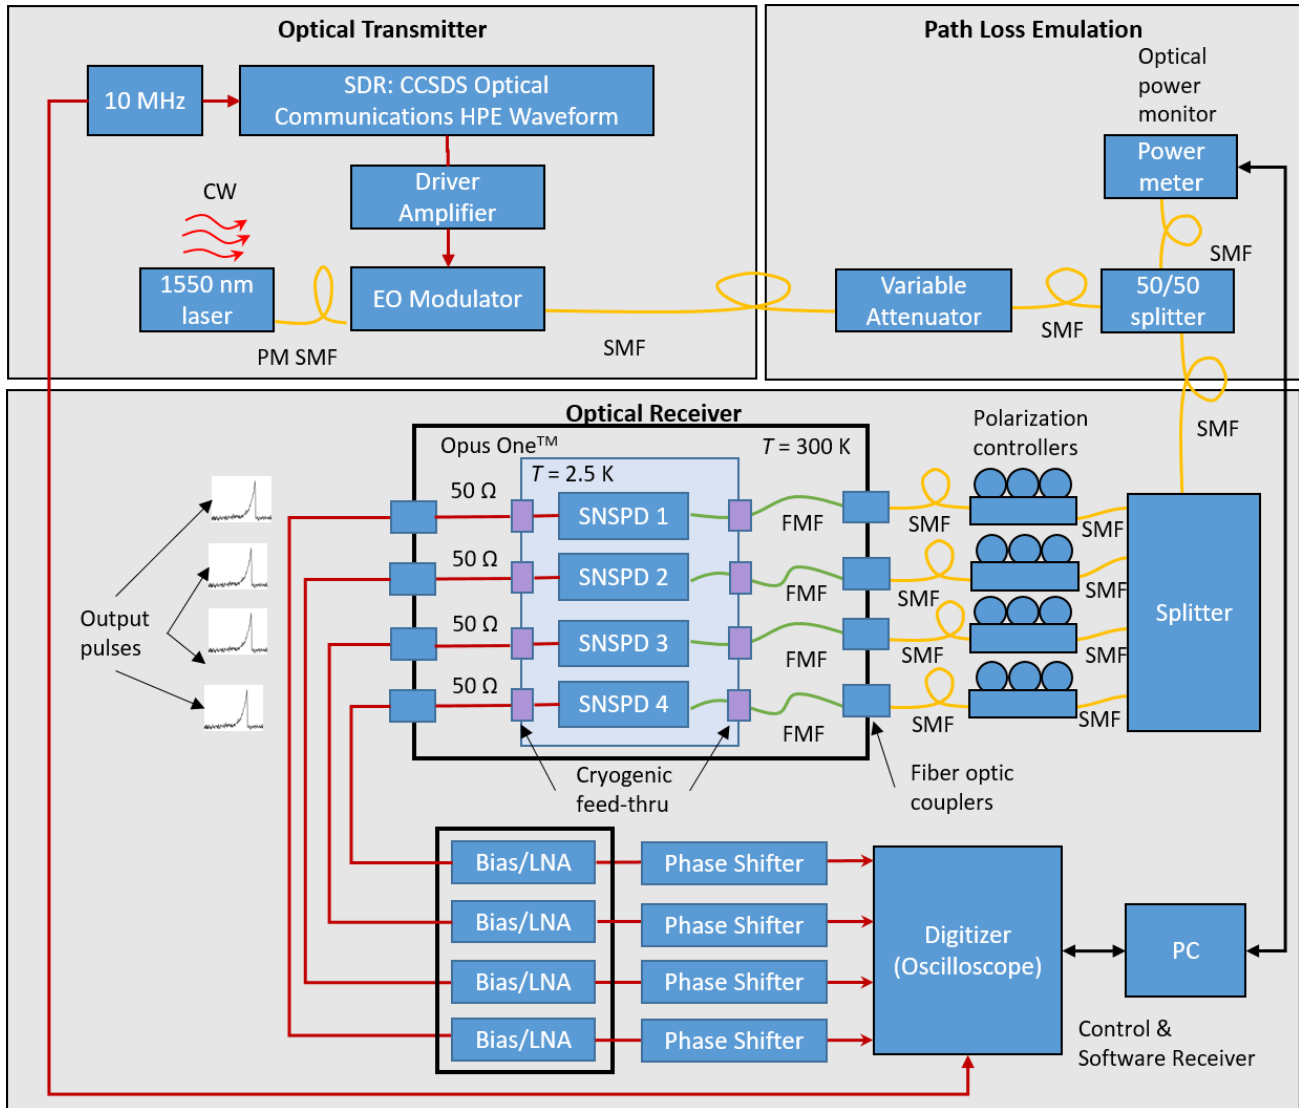 Optical Transmitter
10 MHz
SDR: CCSDS Optical
Communications HPE Waveform
Driver
Amplifier
CW
1550 nm
laser
EO Modulator
PM SMF
SMF
Path Loss Emulation
Optical
power
monitor
Power
meter
SMF
Variable
Attenuator
SMF
50/50
splitter
SMF
Optical Receiver
Opus One™
T = 300 K
T = 2.5 K
Polarization
controllers
50 Ω
SNSPD 1
FMF
SMF
SMF
50 Ω
SNSPD 2
FMF
SMF
SMF
50 Ω
SNSPD 3
FMF
SMF
SMF
50 Ω
SNSPD 4
FMF
SMF
SMF
Splitter
Output
pulses
Cryogenic
feed-thru
Fiber optic
couplers
Bias/LNA
Phase Shifter
Bias/LNA
Phase Shifter
Bias/LNA
Phase Shifter
Bias/LNA
Phase Shifter
Digitizer
(Oscilloscope)
PC
Control &
Software Receiver